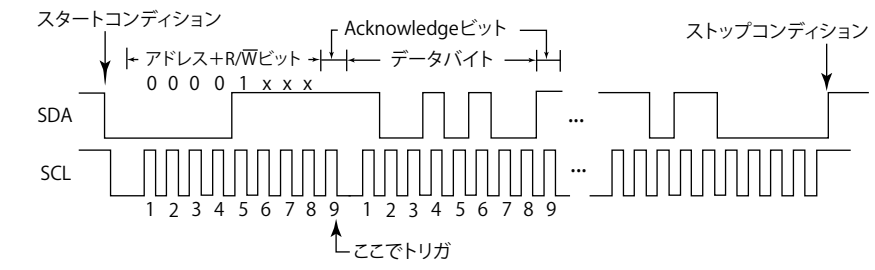 スタートコンディション
Acknowledgeビット
ストップコンディション
アドレス+R/W̅ビット
データバイト
0 0 0 0 1 x x x
SDA
...
SCL
...
1 2 3 4 5 6 7 8 9 1 2 3 4 5 6 7 8 9
ここでトリガ